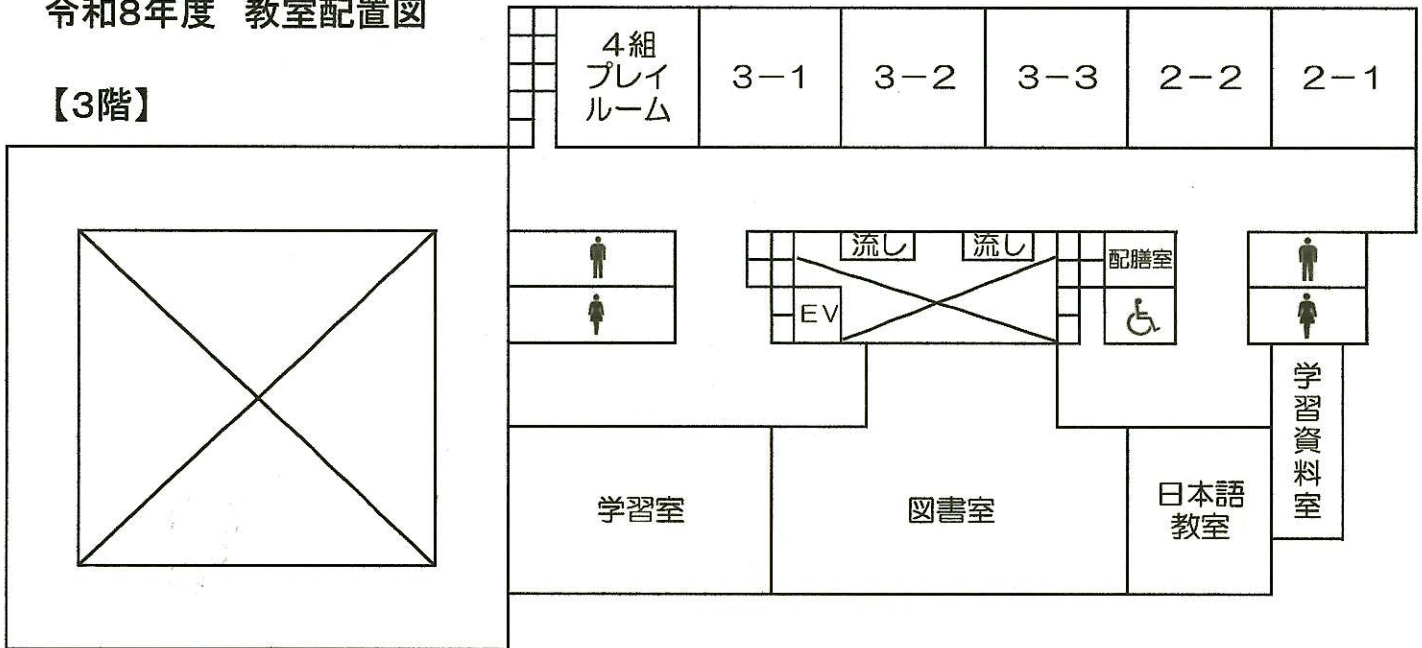 令和8年度 教室配置図
【3階】
4組
プレイ
ルーム
3-1
3-2
3-3
2-2
2-1
流し
流し
配膳室
EV
学習室
図書室
日本語
教室
学習資料室